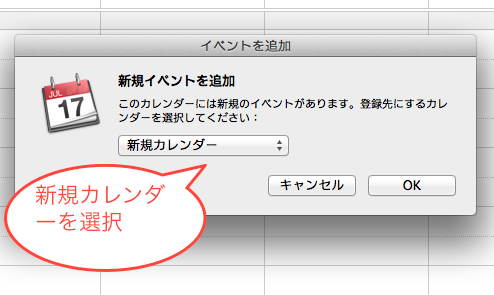 イベントを追加
新規イベントを追加
このカレンダーには新規のイベントがあります。登録先にするカレ
ンダーを選択してください：
新規カレンダー
キャンセル
OK
JUL
17
新規カレンダ
ーを選択